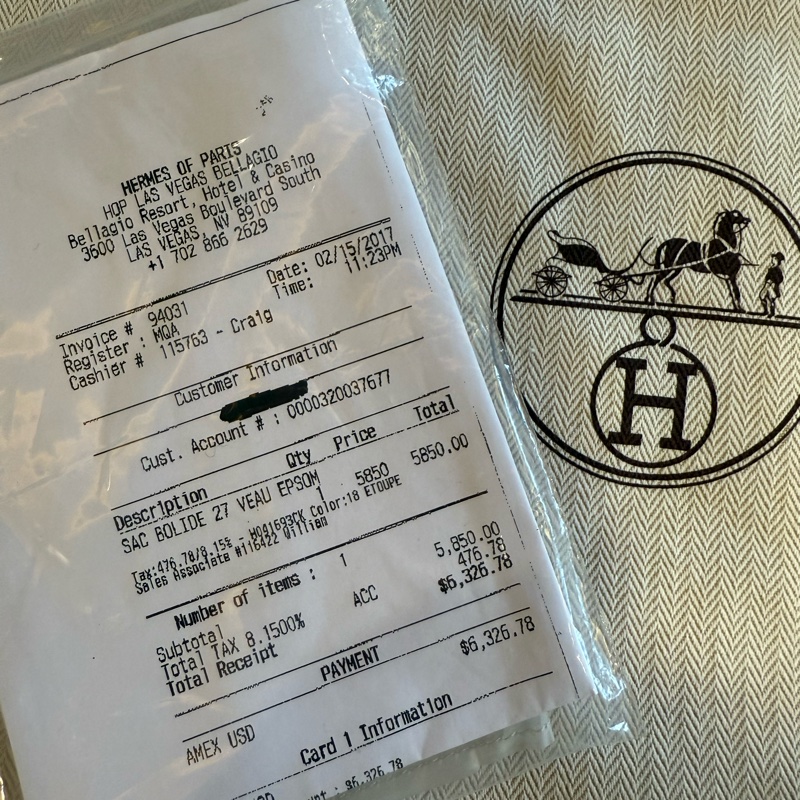 HERMES OF PARIS
HOP LAS VEGAS BELLAGIO
Bellagio Resort, Hotel & Casino
3600 Las Vegas Boulevard South
LAS VEGAS, NV 89109
+1 702 866 2629
Date: 02/15/2017
Time: 11:23PM
Invoice # 94031
Register : MQA
Cashier # 115763 - Craig
Customer Information
Cust. Account # : 0000320037677
Description Qty Price Total
SAC BOLIDE 27 VEAU EPSOM 1 5850 5850.00
Tax:476.78/8.15% - H041693CK Color:18 ETOUPE
Sales Associate #116422 William
Number of items : 1
Subtotal 5,850.00
Total TAX 8.1500% 476.78
Total Receipt ACC $6,326.78
PAYMENT
AMEX USD $6,326.78
Card 1 Information
$6,326.78
H